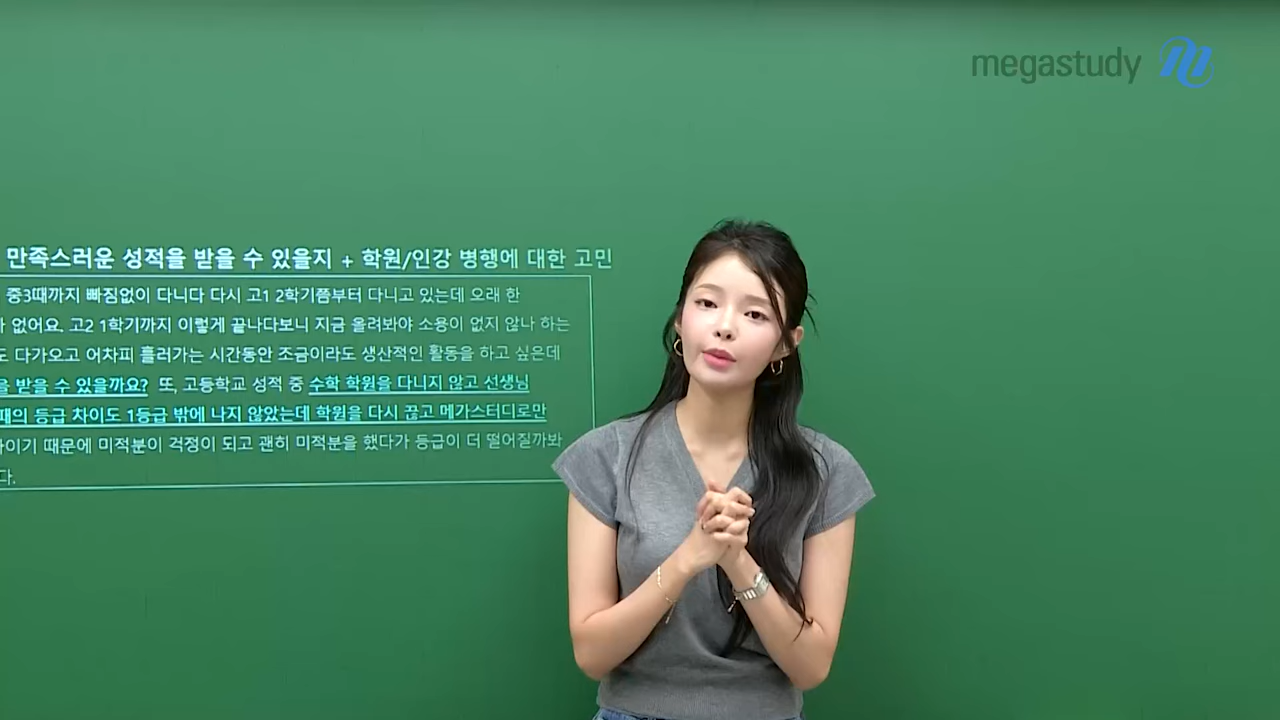 megastudy
만족스러운 성적을 받을 수 있을지 + 학원/인강 병행에 대한 고민
중3때까지 빠짐없이 다니다 다시 고1 2학기쯤부터 다니고 있는데 오래 한
없어요. 고2 1학기까지 이렇게 끝나다보니 지금 올려봐야 소용이 없지 않나 하는
다가오고 어차피 흘러가는 시간동안 조금이라도 생산적인 활동을 하고 싶은데
받을 수 있을까요? 또, 고등학교 성적 중 수학 학원을 다니지 않고 선생님
때의 등급 차이도 1등급 밖에 나지 않았는데 학원을 다시 끊고 메가스터디로만
때문에 미적분이 걱정이 되고 괜히 미적분을 했다가 등급이 더 떨어질까봐
다.